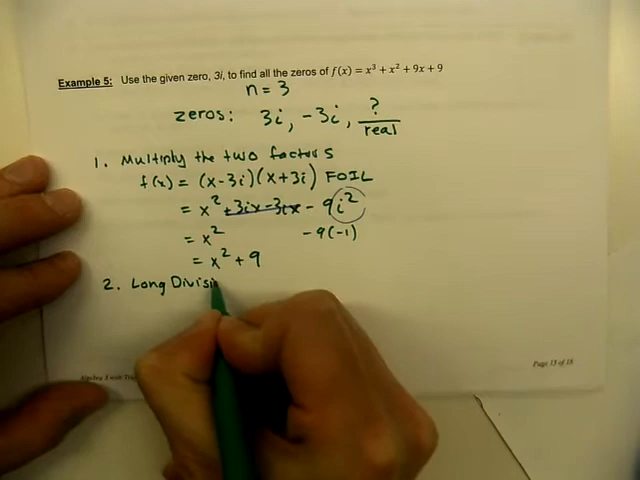 Example 5: Use the given zero, 3i, to find all the zeros of f(x) = x³ + x² + 9x + 9
n = 3
zeros: 3i, -3i, ?
real
1. Multiply the two factors
f(x) = (x-3i)(x+3i) FOIL
= x² +3ix-3ix - 9i²
= x² -9(-1)
= x² + 9
2. Long Divisi
Page 15 of 18